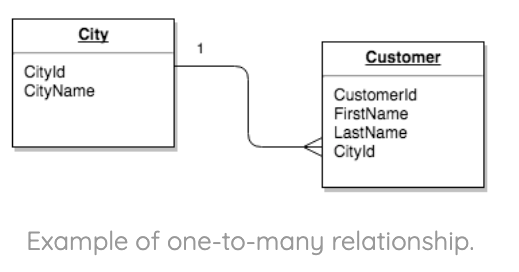 City
CityId
CityName
1
Customer
CustomerId
FirstName
LastName
CityId
Example of one-to-many relationship.